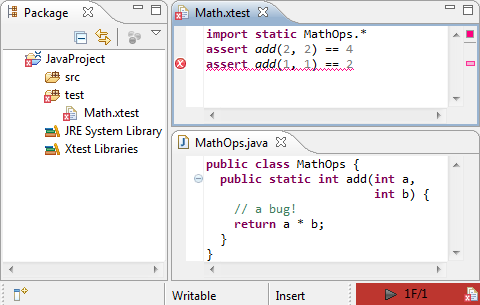 Package
JavaProject
src
test
Math.xtest
JRE System Library
Xtest Libraries
Math.xtest
import static MathOps.*
assert add(2, 2) == 4
assert add(1, 1) == 2
MathOps.java
public class MathOps {
public static int add(int a,
int b) {
// a bug!
return a * b;
}
}
Writable
Insert
1F/1